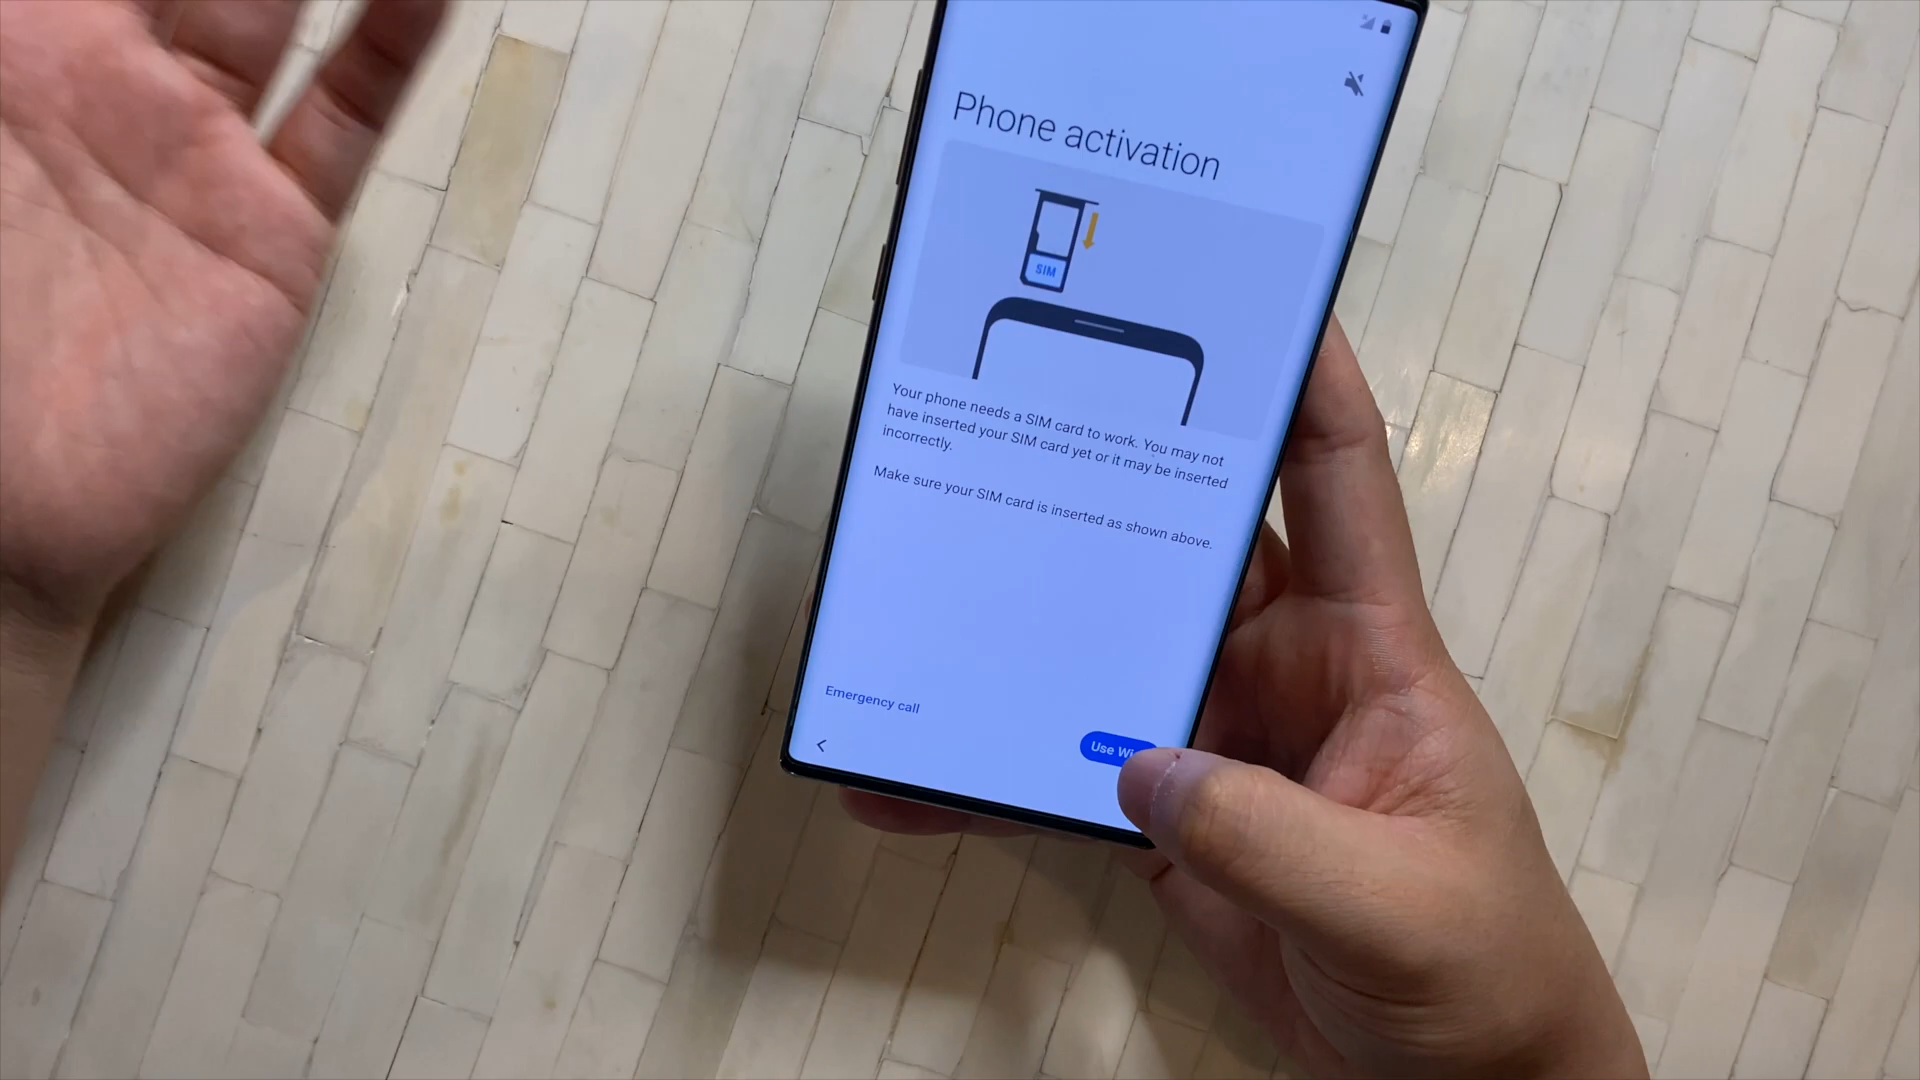 Phone activation
SIM
Your phone needs a SIM card to work. You may not
have inserted your SIM card yet or it may be inserted
incorrectly.
Make sure your SIM card is inserted as shown above.
Emergency call
Use